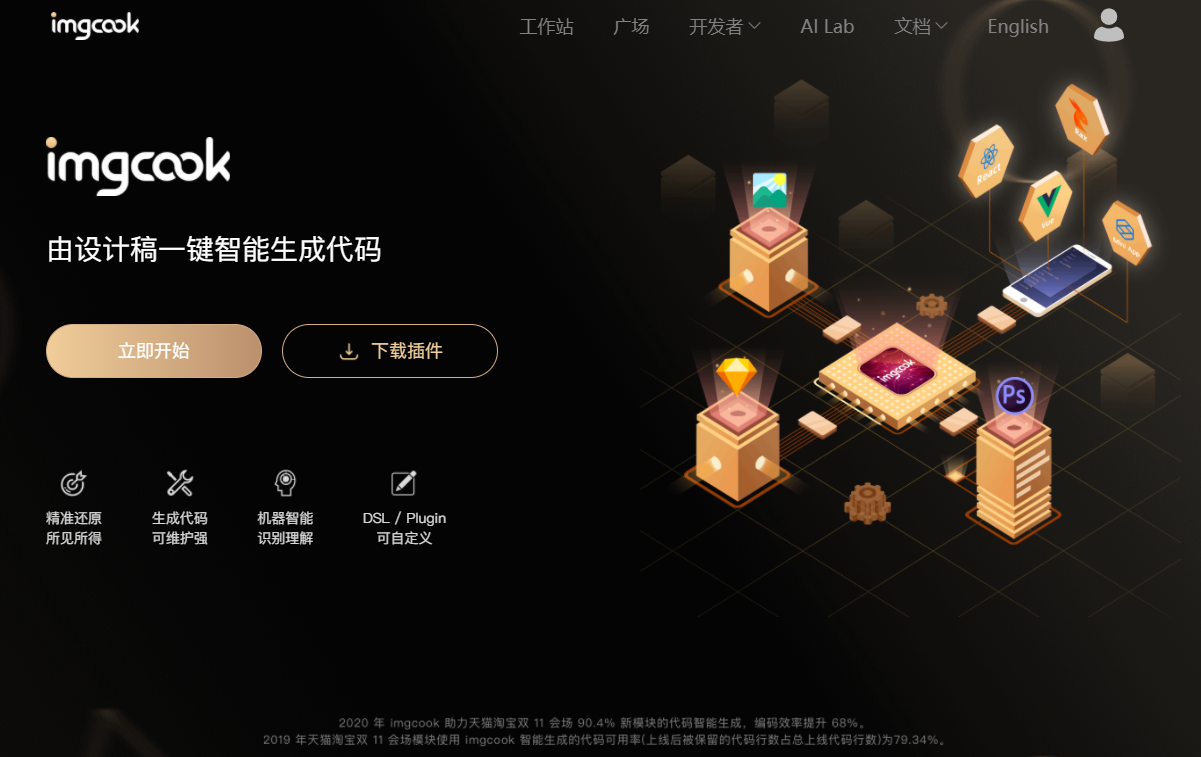 imgcook
工作站
广场
开发者
AI Lab
文档
English
imgcook
由设计稿一键智能生成代码
立即开始
下载插件
精准还原
所见所得
生成代码
可维护强
机器智能
识别理解
DSL / Plugin
可自定义
Rax
React
Vue
Mini App
imgcook
Ps
2020 年 imgcook 助力天猫淘宝双 11 会场 90.4% 新模块的代码智能生成，编码效率提升 68%。
2019 年天猫淘宝双 11 会场模块使用 imgcook 智能生成的代码可用率(上线后被保留的代码行数占总上线代码行数)为79.34%。